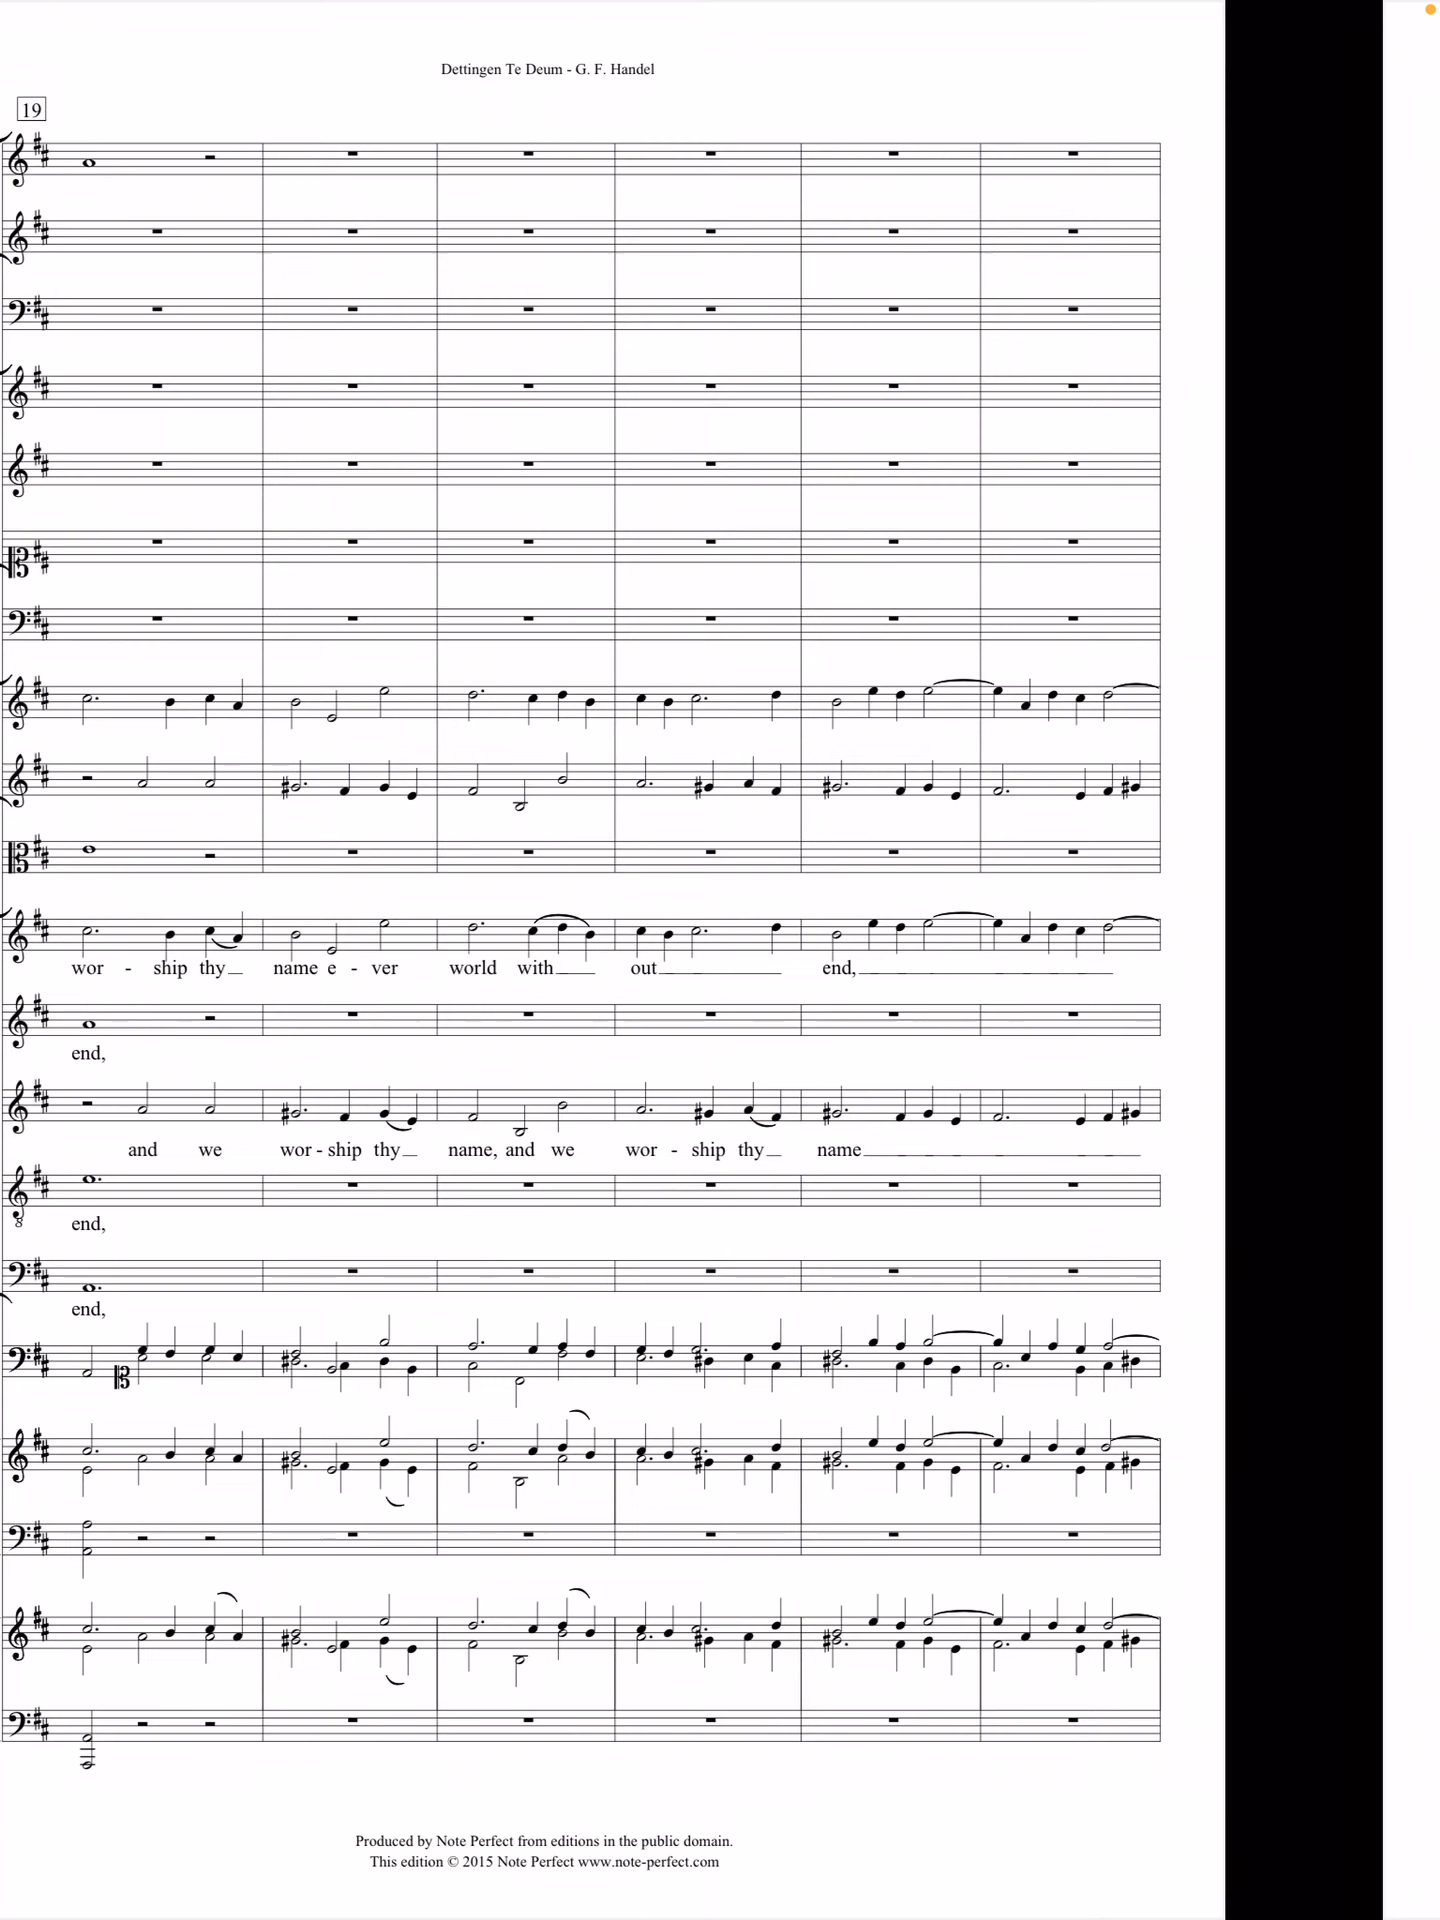 Dettingen Te Deum - G. F. Handel
19
wor - ship thy name e - ver world with out end,
end,
and we wor - ship thy name, and we wor - ship thy name
end,
end,
Produced by Note Perfect from editions in the public domain.
This edition © 2015 Note Perfect www.note-perfect.com